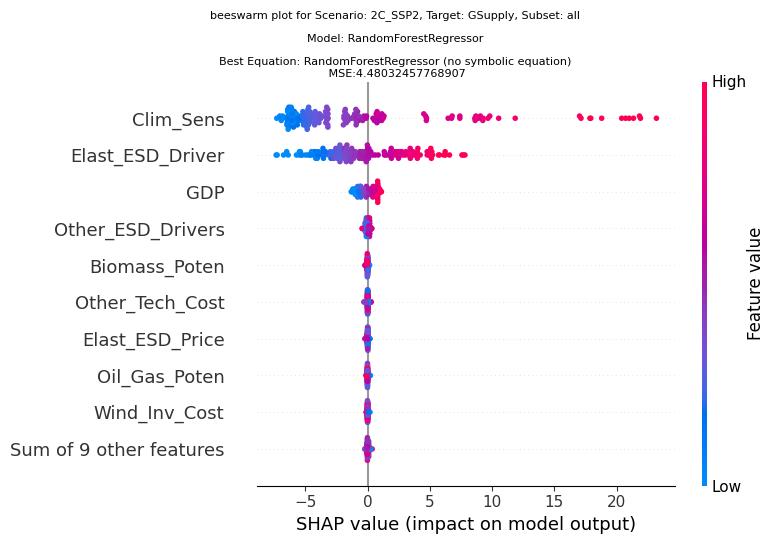 beeswarm plot for Scenario: 2C_SSP2, Target: GSupply, Subset: all
Model: RandomForestRegressor
Best Equation: RandomForestRegressor (no symbolic equation)
MSE:4.48032457768907
High
Clim_Sens
Elast_ESD_Driver
GDP
Other_ESD_Drivers
Biomass_Poten
Other_Tech_Cost
Elast_ESD_Price
Oil_Gas_Poten
Wind_Inv_Cost
Sum of 9 other features
Feature value
Low
−5 0 5 10 15 20
SHAP value (impact on model output)